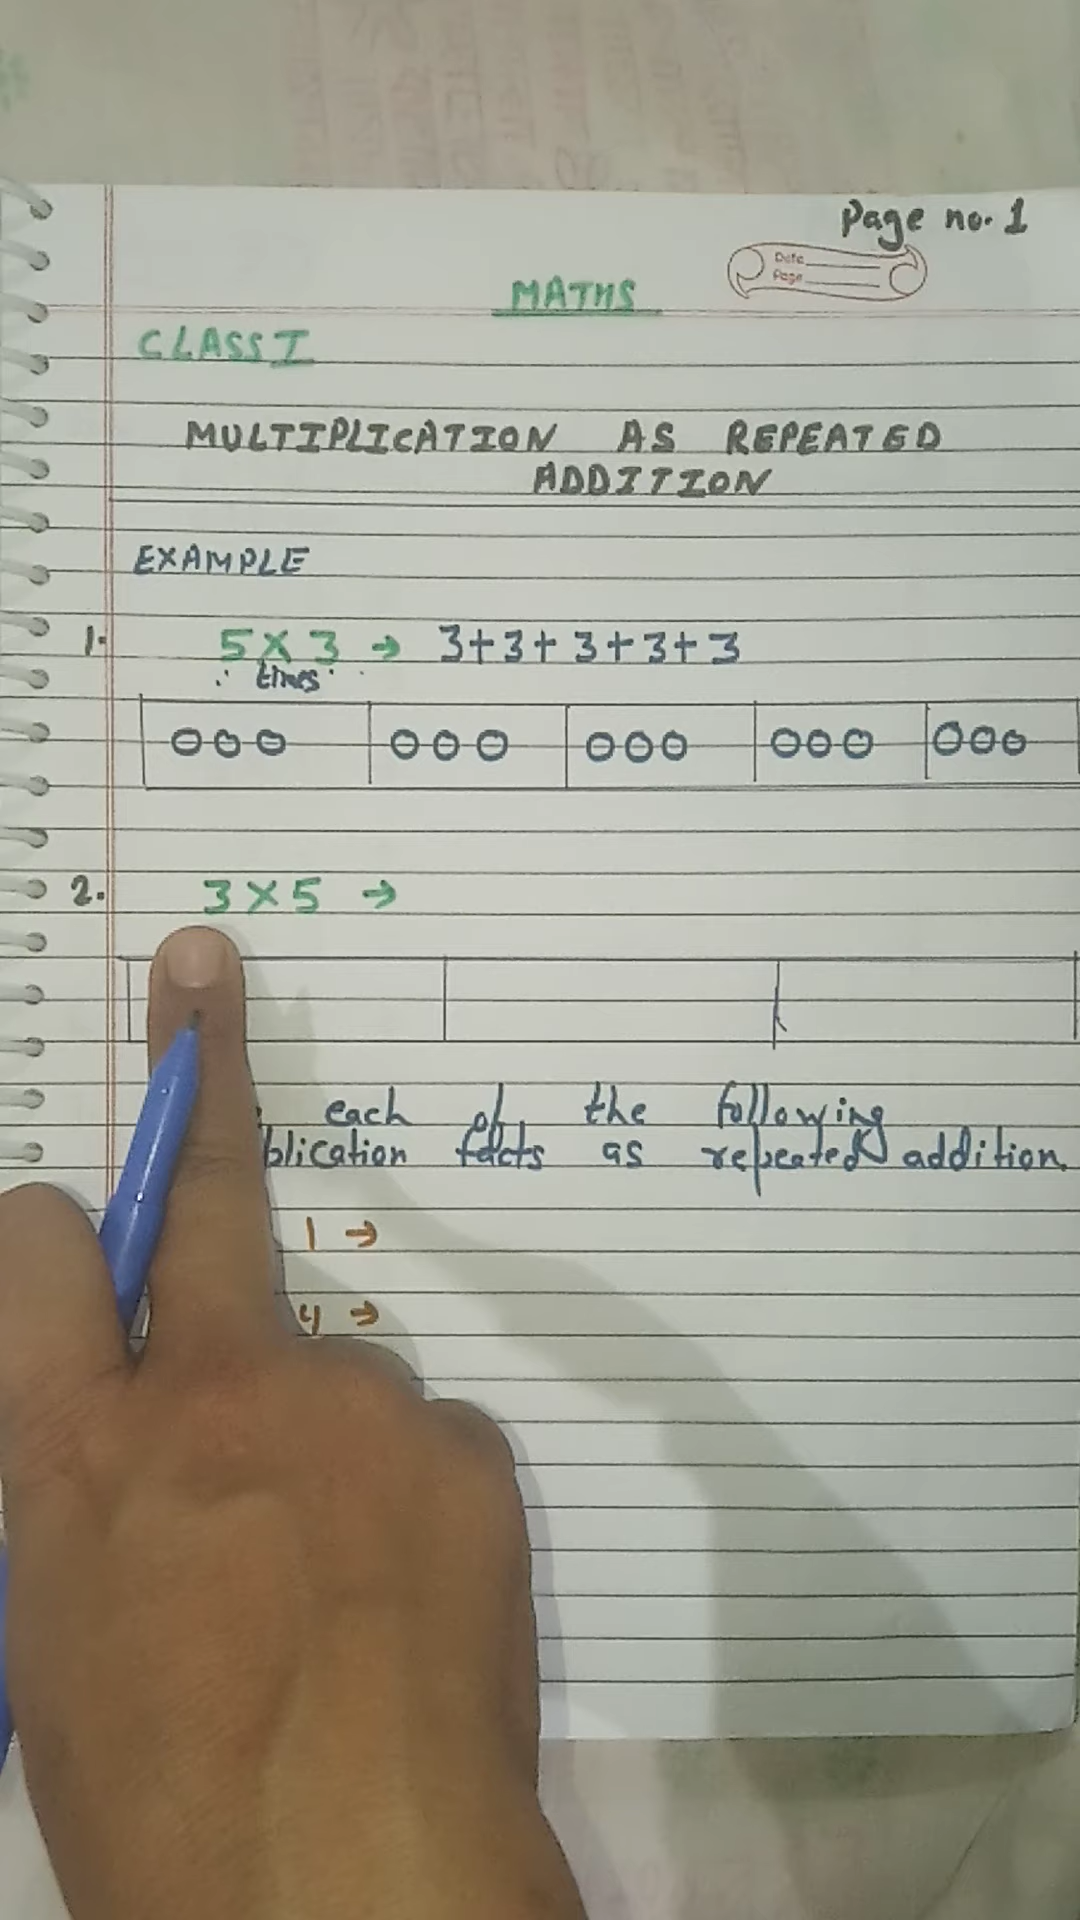 Page no. 1
Date
Page
MATHS
CLASS I
MULTIPLICATION AS REPEATED
ADDITION
EXAMPLE
1. 5 X 3 → 3+3+3+3+3
times
2. 3 X 5 →
each of the following
facts as repeated addition.
1 →
4 →